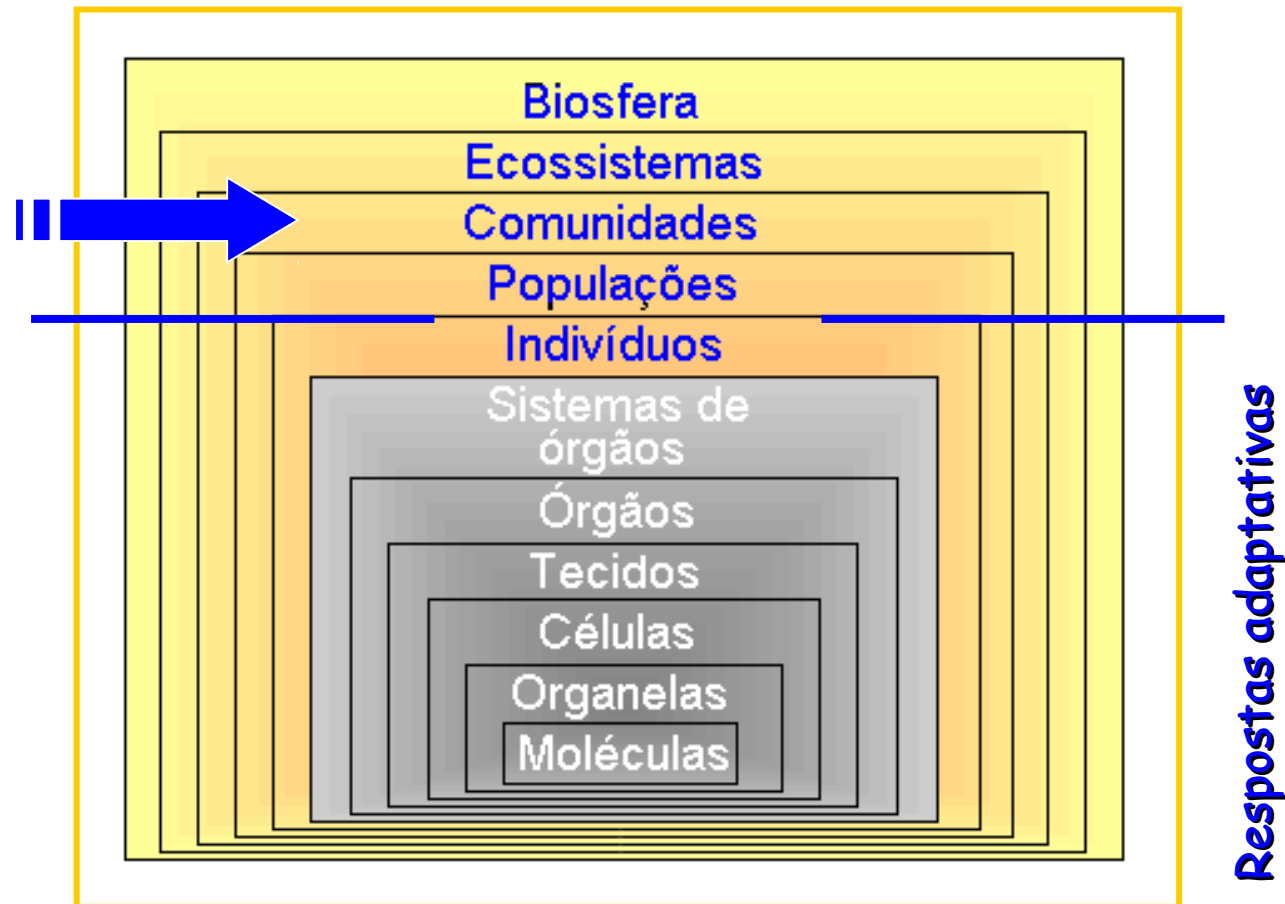 Biosfera
Ecossistemas
Comunidades
Populações
Indivíduos
Sistemas de
órgãos
Órgãos
Tecidos
Células
Organelas
Moléculas
Respostas adaptativas